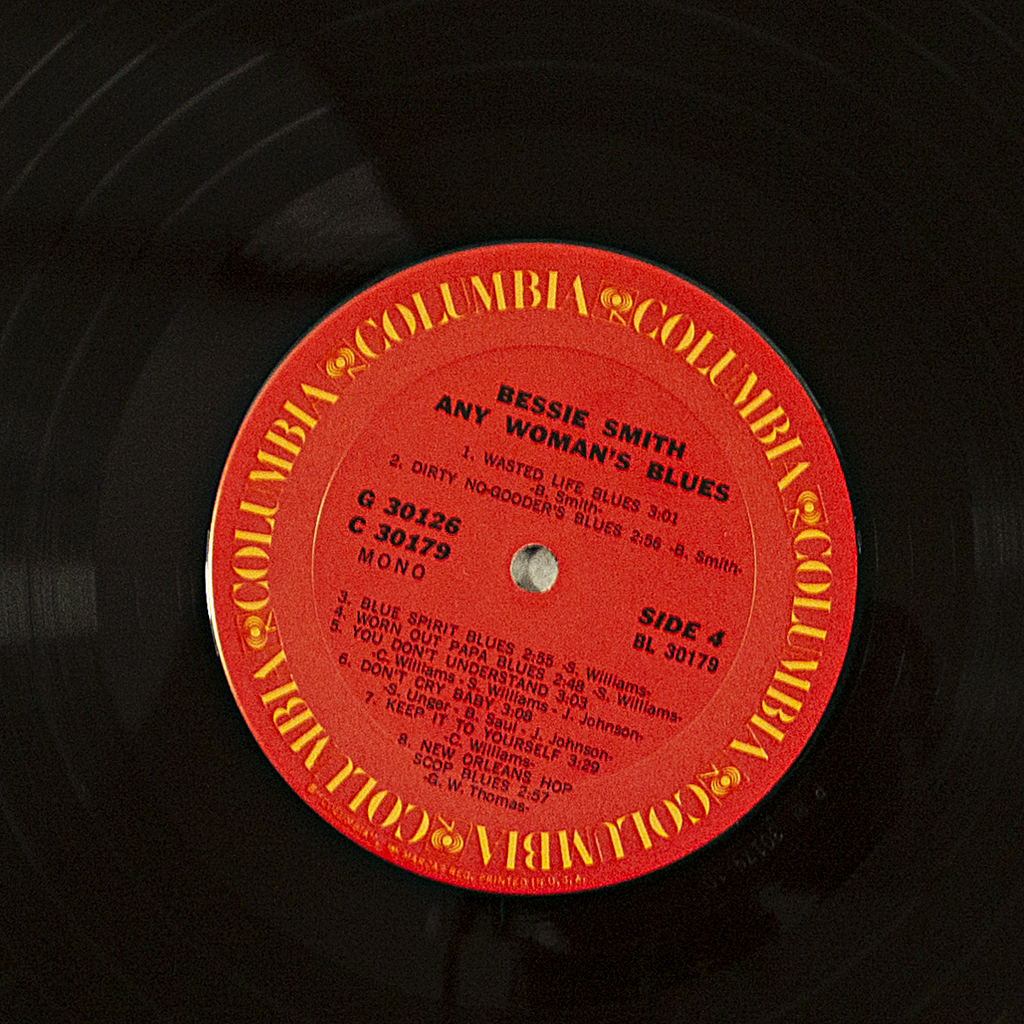 COLUMBIA COLUMBIA COLUMBIA COLUMBIA COLUMBIA COLUMBIA
BESSIE SMITH
ANY WOMAN'S BLUES
1. WASTED LIFE BLUES 3:01
-B. Smith-
2. DIRTY NO-GOODER'S BLUES 2:56 -B. Smith-
G 30126
C 30179
MONO
SIDE 4
BL 30179
3. BLUE SPIRIT BLUES 2:55 -S. Williams-
4. WORN OUT PAPA BLUES 2:48 -S. Williams-
5. YOU DON'T UNDERSTAND 3:03
-C. Williams - S. Williams - J. Johnson-
6. DON'T CRY BABY 3:08
-S. Unger - B. Saul - J. Johnson-
7. KEEP IT TO YOURSELF 3:29
-C. Williams-
8. NEW ORLEANS HOP
SCOP BLUES 2:57
-G. W. Thomas-
PRINTED IN U.S.A.